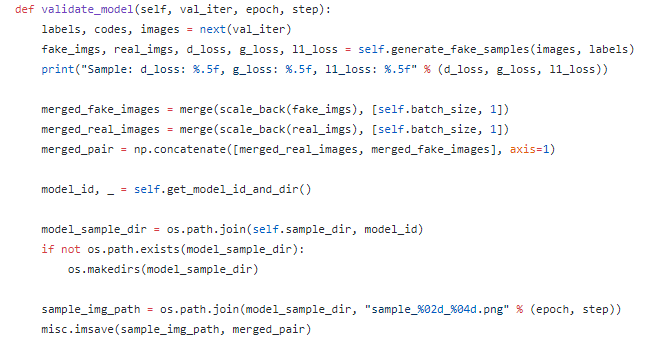 def validate_model(self, val_iter, epoch, step):
    labels, codes, images = next(val_iter)
    fake_imgs, real_imgs, d_loss, g_loss, l1_loss = self.generate_fake_samples(images, labels)
    print("Sample: d_loss: %.5f, g_loss: %.5f, l1_loss: %.5f" % (d_loss, g_loss, l1_loss))

    merged_fake_images = merge(scale_back(fake_imgs), [self.batch_size, 1])
    merged_real_images = merge(scale_back(real_imgs), [self.batch_size, 1])
    merged_pair = np.concatenate([merged_real_images, merged_fake_images], axis=1)

    model_id, _ = self.get_model_id_and_dir()

    model_sample_dir = os.path.join(self.sample_dir, model_id)
    if not os.path.exists(model_sample_dir):
        os.makedirs(model_sample_dir)

    sample_img_path = os.path.join(model_sample_dir, "sample_%02d_%04d.png" % (epoch, step))
    misc.imsave(sample_img_path, merged_pair)